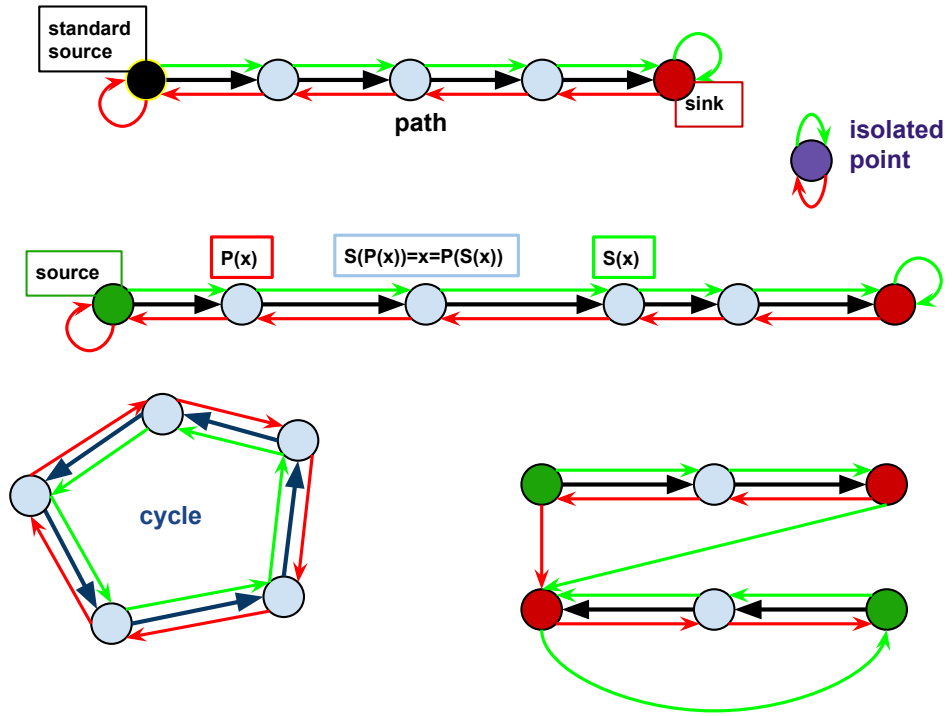 standard
source
path
sink
isolated
point
source
P(x)
S(P(x))=x=P(S(x))
S(x)
cycle